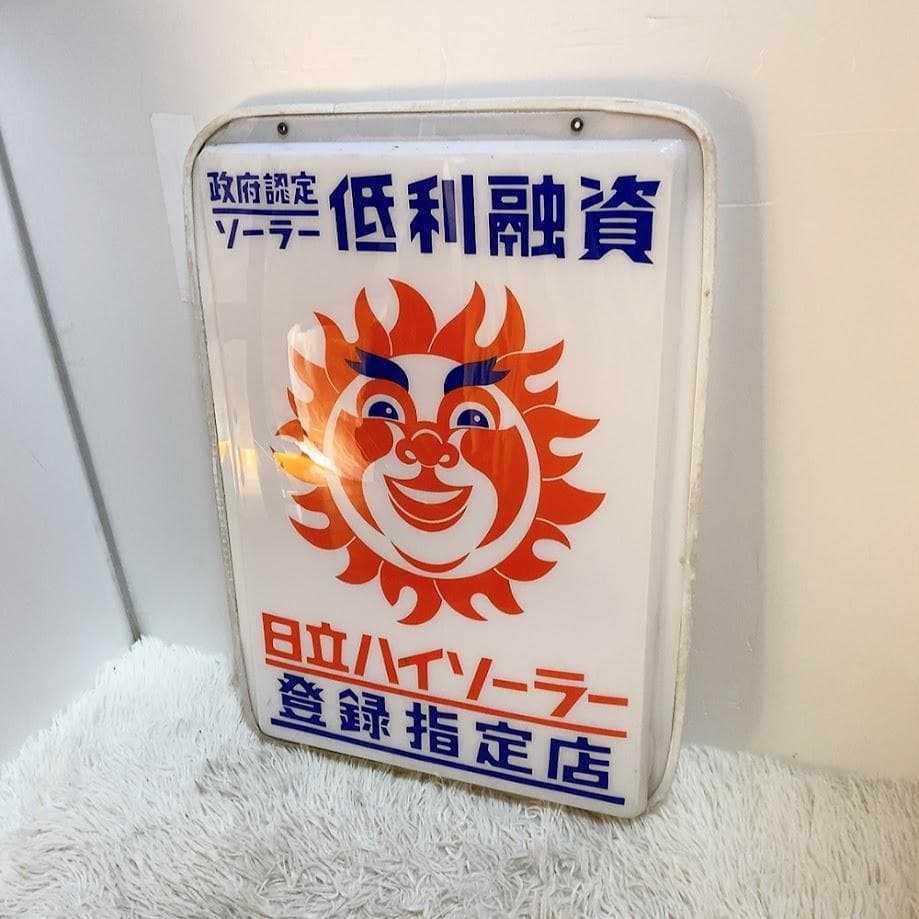 政府認定
ソーラー
低利融資
日立ハイソーラー
登録指定店